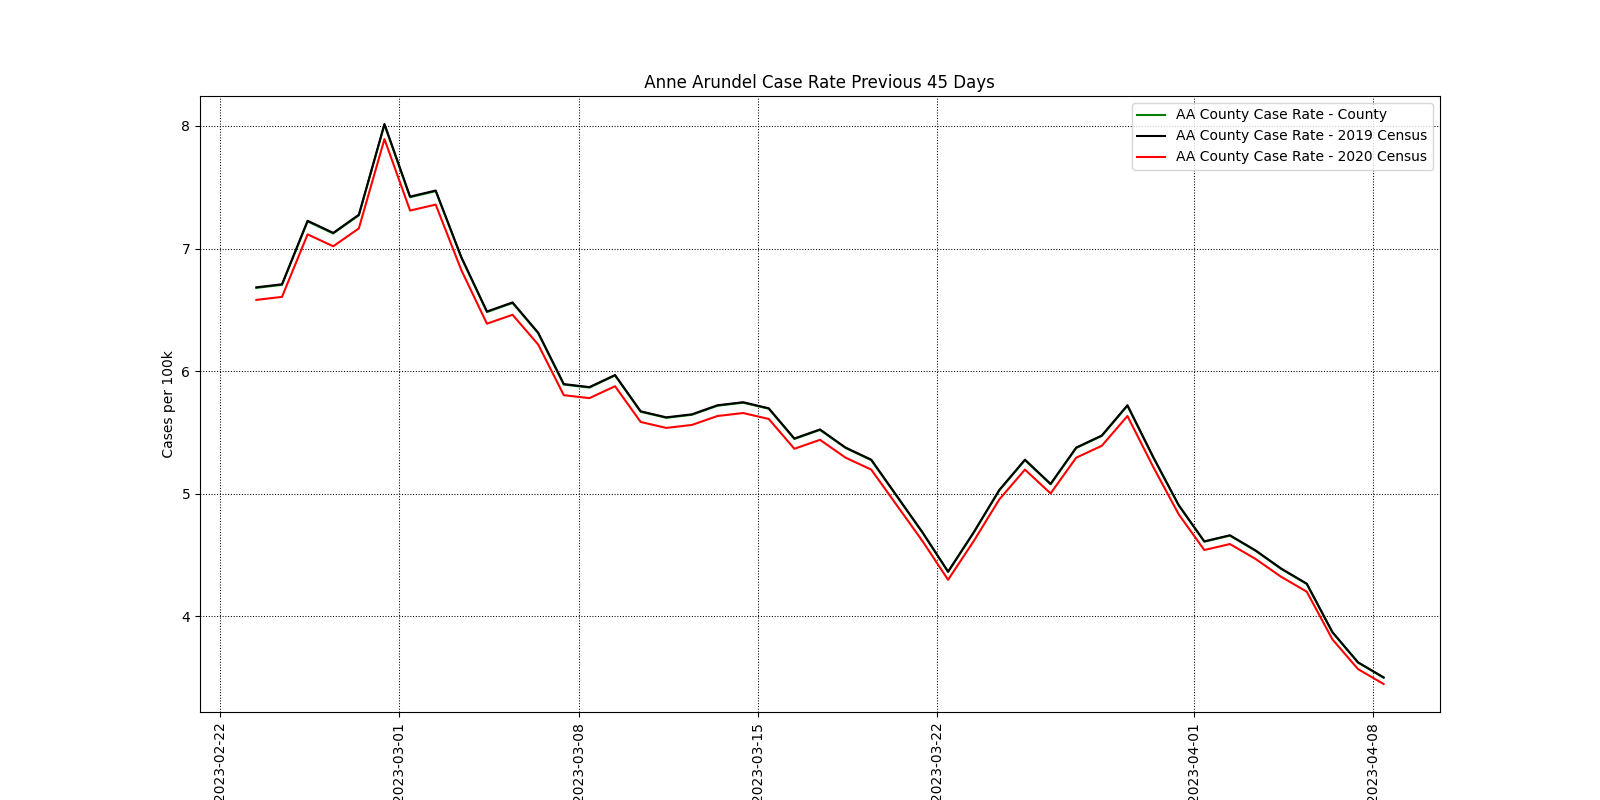 Anne Arundel Case Rate Previous 45 Days
AA County Case Rate - County
AA County Case Rate - 2019 Census
AA County Case Rate - 2020 Census
Cases per 100k
8
7
6
5
4
2023-02-22
2023-03-01
2023-03-08
2023-03-15
2023-03-22
2023-04-01
2023-04-08